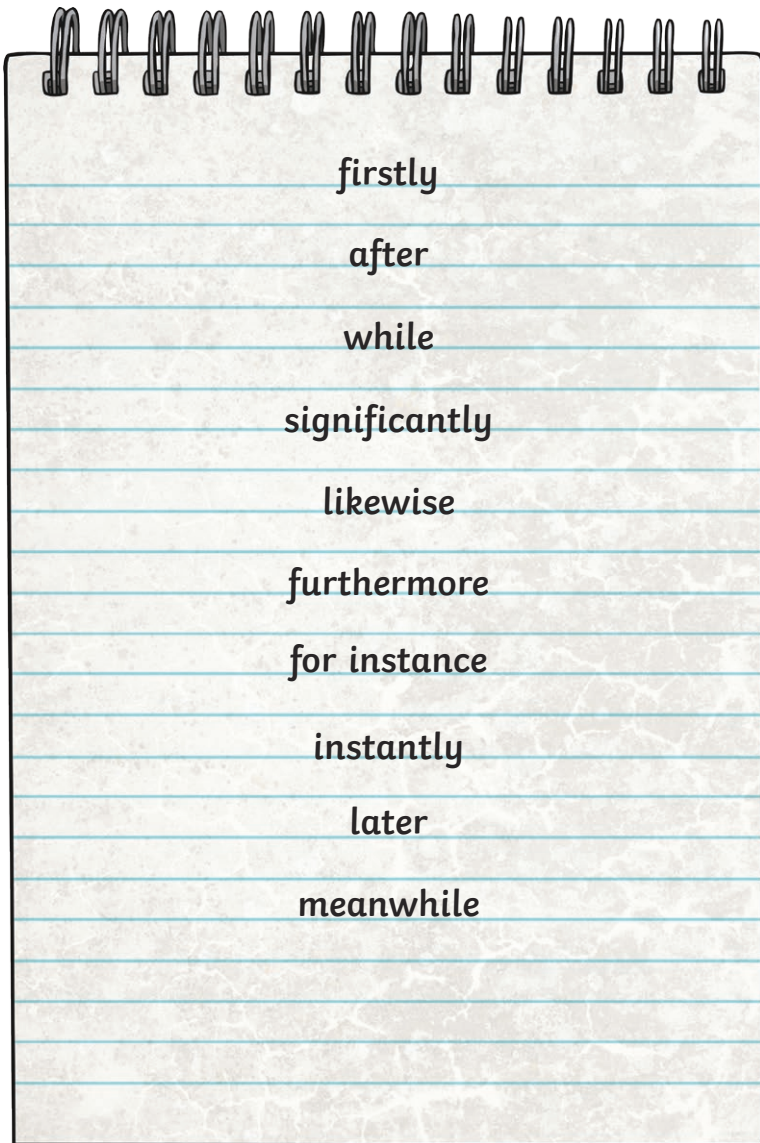 firstly
after
while
significantly
likewise
furthermore
for instance
instantly
later
meanwhile